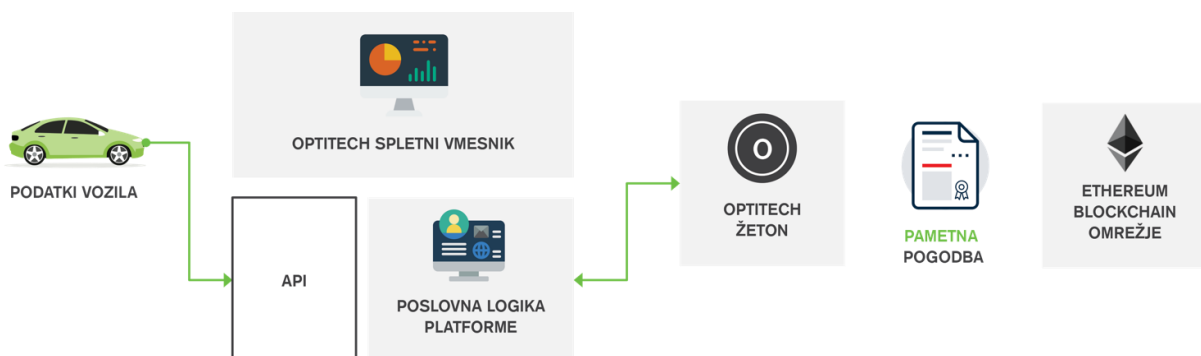 OPTITECH SPLETNI VMESNIK
PODATKI VOZILA
API
POSLOVNA LOGIKA
PLATFORME
O
OPTITECH
ŽETON
PAMETNA
POGODBA
ETHEREUM
BLOCKCHAIN
OMREŽJE